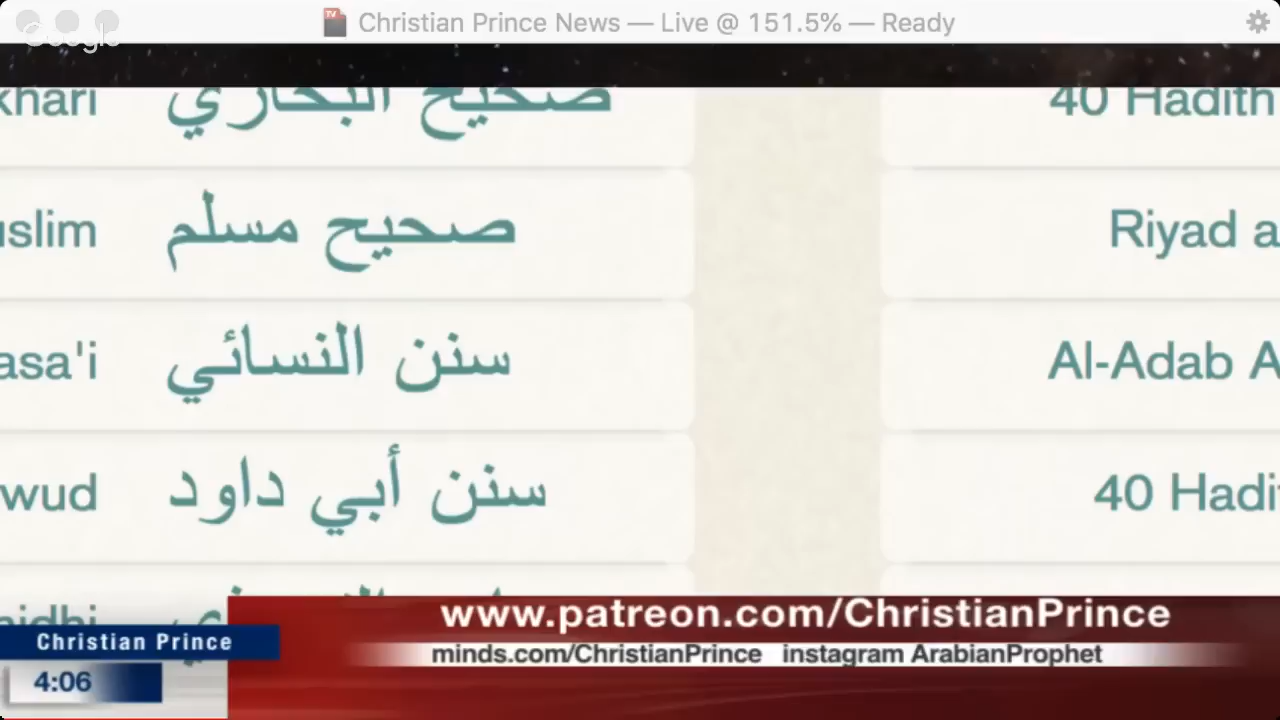 Christian Prince News — Live @ 151.5% — Ready
Google
khari صحيح البخاري 40 Hadith
uslim صحيح مسلم Riyad a
asa'i سنن النسائي Al-Adab A
wud سنن أبي داود 40 Hadi
www.patreon.com/ChristianPrince
Christian Prince
minds.com/ChristianPrince instagram ArabianProphet
4:06